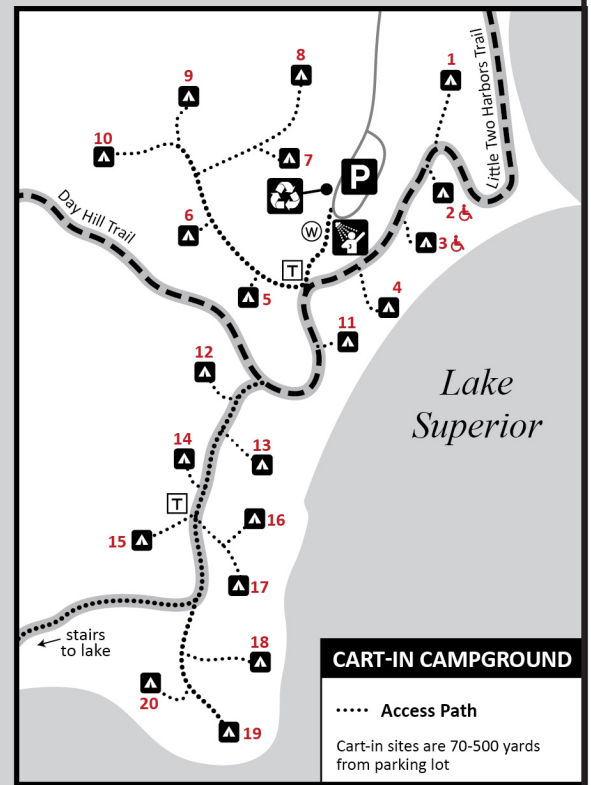 8
1
9
Little Two Harbors Trail
10
7
P
Day Hill Trail
2
6
W
3
T
5
4
11
12
Lake
Superior
14
13
T
16
15
17
stairs
to lake
18
20
19
CART-IN CAMPGROUND
Access Path
Cart-in sites are 70-500 yards
from parking lot